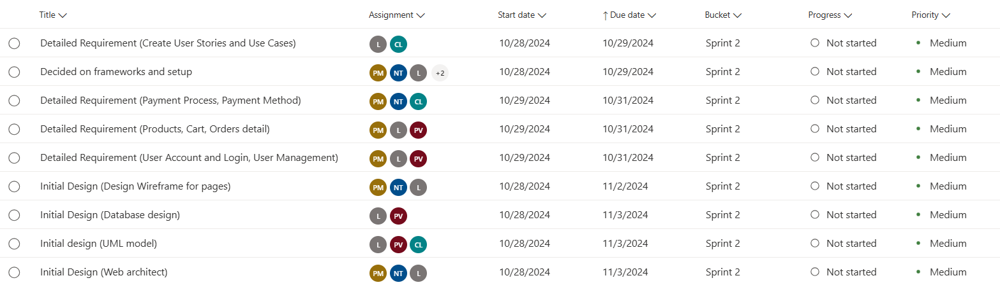 Title Assignment Start date Due date Bucket Progress Priority
Detailed Requirement (Create User Stories and Use Cases) L CL 10/28/2024 10/29/2024 Sprint 2 Not started Medium
Decided on frameworks and setup PM NT L +2 10/28/2024 10/29/2024 Sprint 2 Not started Medium
Detailed Requirement (Payment Process, Payment Method) PM NT CL 10/29/2024 10/31/2024 Sprint 2 Not started Medium
Detailed Requirement (Products, Cart, Orders detail) PM L PV 10/29/2024 10/31/2024 Sprint 2 Not started Medium
Detailed Requirement (User Account and Login, User Management) PM L PV 10/29/2024 10/31/2024 Sprint 2 Not started Medium
Initial Design (Design Wireframe for pages) PM NT L 10/28/2024 11/2/2024 Sprint 2 Not started Medium
Initial Design (Database design) L PV 10/28/2024 11/3/2024 Sprint 2 Not started Medium
Initial design (UML model) L PV CL 10/28/2024 11/3/2024 Sprint 2 Not started Medium
Initial Design (Web architect) PM NT L 10/28/2024 11/3/2024 Sprint 2 Not started Medium